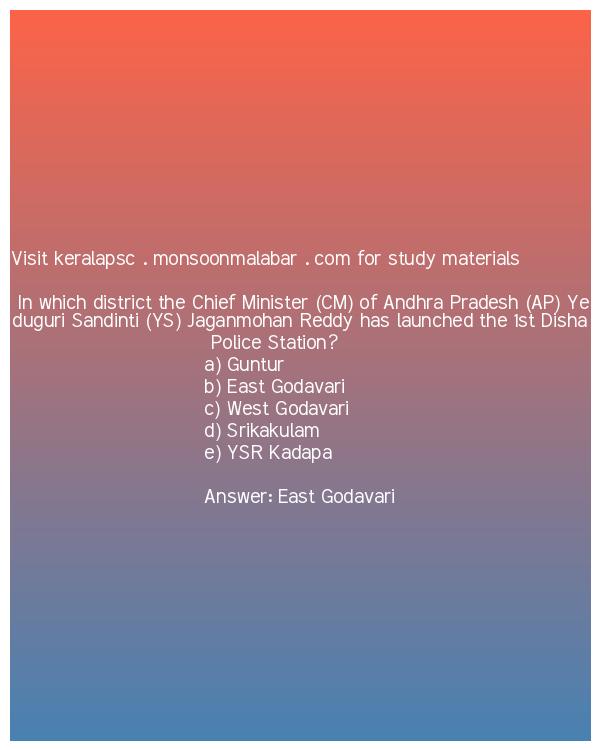 Visit keralapsc . monsoonmalabar . com for study materials
In which district the Chief Minister (CM) of Andhra Pradesh (AP) Ye
duguri Sandinti (YS) Jaganmohan Reddy has launched the 1st Disha
Police Station?
a) Guntur
b) East Godavari
c) West Godavari
d) Srikakulam
e) YSR Kadapa
Answer: East Godavari